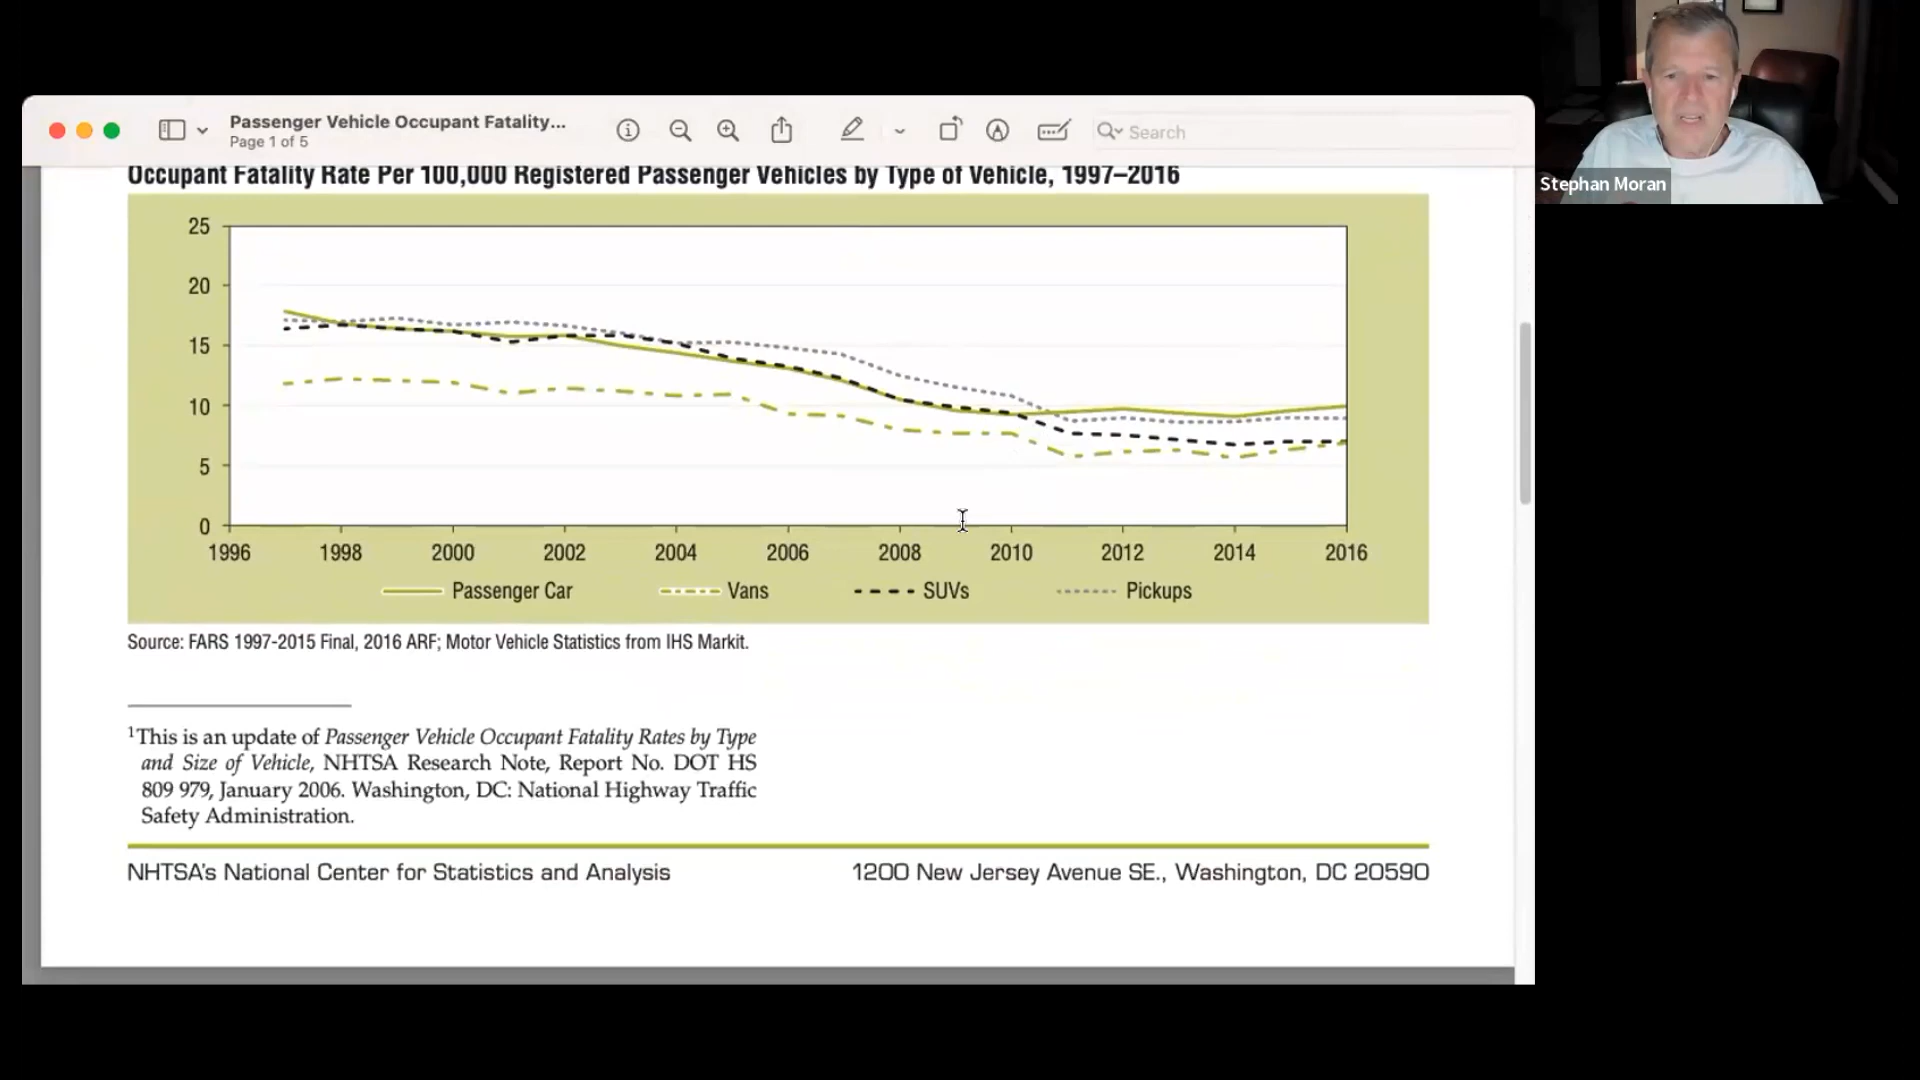 Passenger Vehicle Occupant Fatality...
Page 1 of 5
Search
Stephan Moran
Occupant Fatality Rate Per 100,000 Registered Passenger Vehicles by Type of Vehicle, 1997–2016
25
20
15
10
5
0
1996 1998 2000 2002 2004 2006 2008 2010 2012 2014 2016
Passenger Car Vans SUVs Pickups
Source: FARS 1997-2015 Final, 2016 ARF; Motor Vehicle Statistics from IHS Markit.
1This is an update of Passenger Vehicle Occupant Fatality Rates by Type
and Size of Vehicle, NHTSA Research Note, Report No. DOT HS
809 979, January 2006. Washington, DC: National Highway Traffic
Safety Administration.
NHTSA's National Center for Statistics and Analysis 1200 New Jersey Avenue SE., Washington, DC 20590